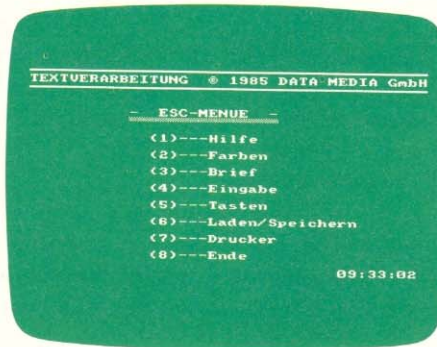 TEXTVERARBEITUNG © 1985 DATA MEDIA GmbH
- ESC-MENUE -
(1)---Hilfe
(2)---Farben
(3)---Brief
(4)---Eingabe
(5)---Tasten
(6)---Laden/Speichern
(7)---Drucker
(8)---Ende
09:33:02